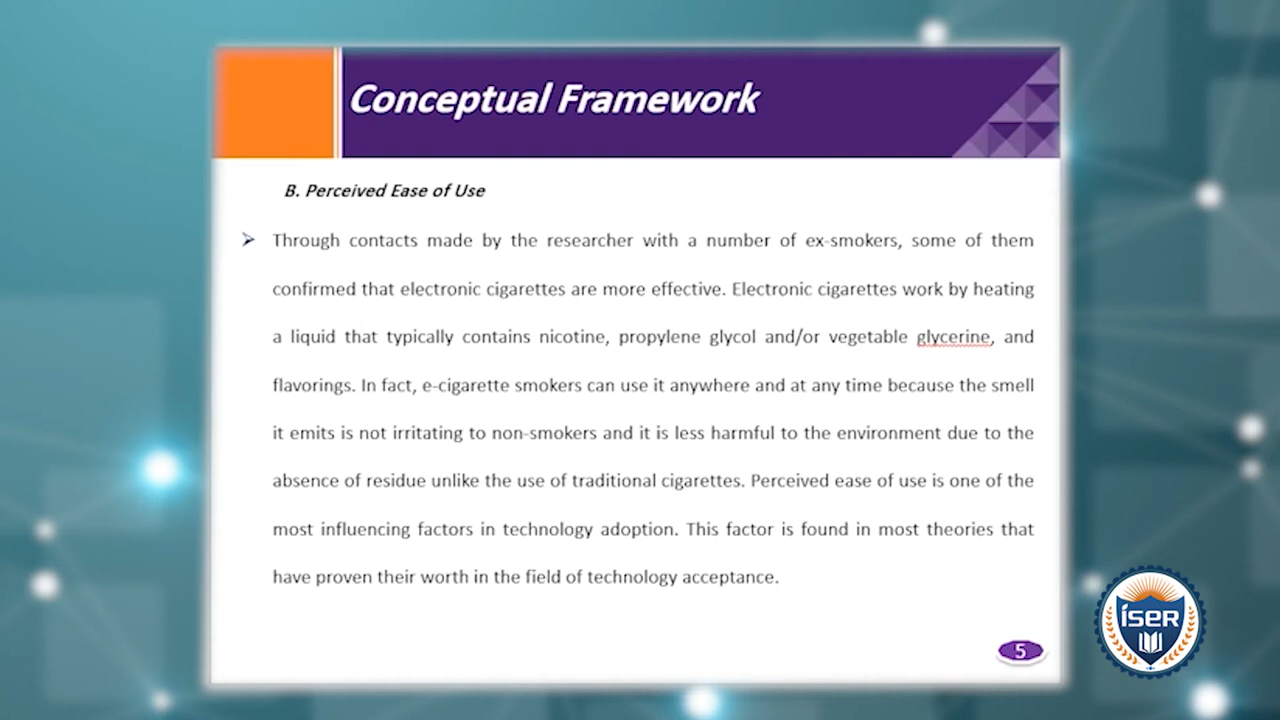 Conceptual Framework
B. Perceived Ease of Use
Through contacts made by the researcher with a number of ex-smokers, some of them
confirmed that electronic cigarettes are more effective. Electronic cigarettes work by heating
a liquid that typically contains nicotine, propylene glycol and/or vegetable glycerine, and
flavorings. In fact, e-cigarette smokers can use it anywhere and at any time because the smell
it emits is not irritating to non-smokers and it is less harmful to the environment due to the
absence of residue unlike the use of traditional cigarettes. Perceived ease of use is one of the
most influencing factors in technology adoption. This factor is found in most theories that
have proven their worth in the field of technology acceptance.
5
iSER